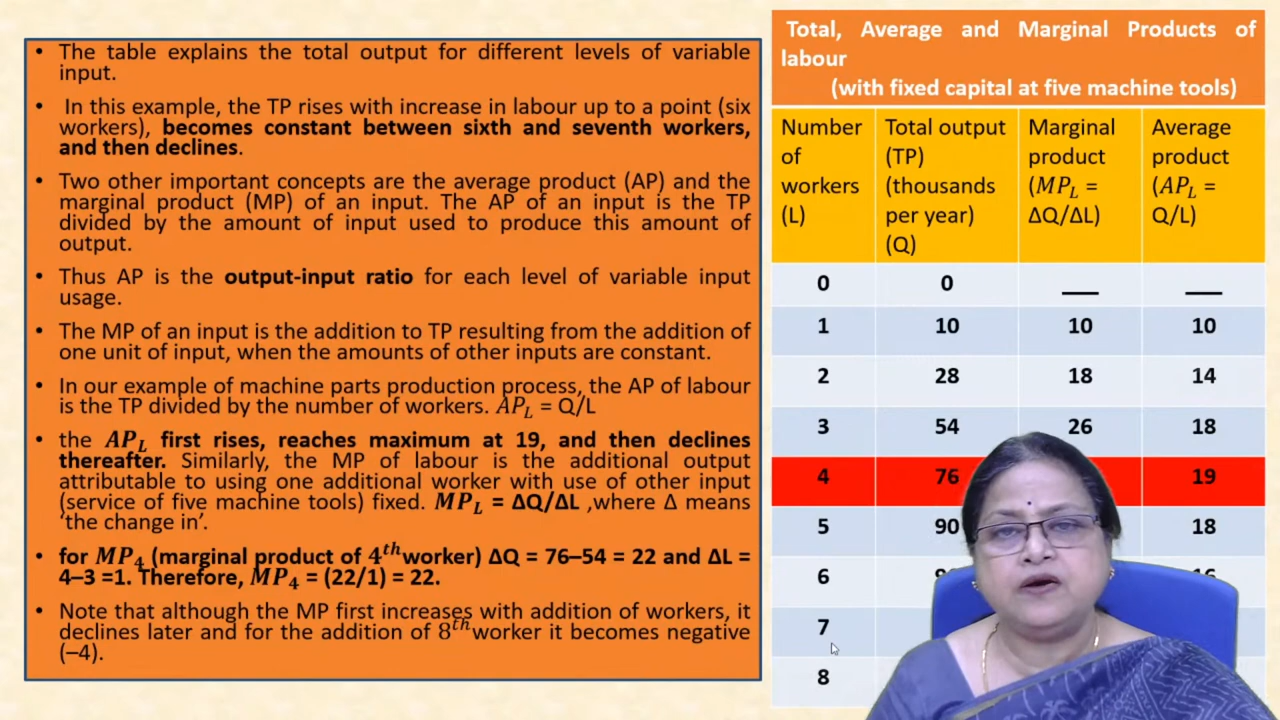 • The table explains the total output for different levels of variable
input.
• In this example, the TP rises with increase in labour up to a point (six
workers), becomes constant between sixth and seventh workers,
and then declines.
• Two other important concepts are the average product (AP) and the
marginal product (MP) of an input. The AP of an input is the TP
divided by the amount of input used to produce this amount of
output.
• Thus AP is the output-input ratio for each level of variable input
usage.
• The MP of an input is the addition to TP resulting from the addition of
one unit of input, when the amounts of other inputs are constant.
• In our example of machine parts production process, the AP of labour
is the TP divided by the number of workers. AP_L = Q/L
• the AP_L first rises, reaches maximum at 19, and then declines
thereafter. Similarly, the MP of labour is the additional output
attributable to using one additional worker with use of other input
(service of five machine tools) fixed. MP_L = ΔQ/ΔL ,where Δ means
‘the change in’.
• for MP₄ (marginal product of 4ᵗʰworker) ΔQ = 76–54 = 22 and ΔL =
4–3 =1. Therefore, MP₄ = (22/1) = 22.
• Note that although the MP first increases with addition of workers, it
declines later and for the addition of 8ᵗʰworker it becomes negative
(–4).
Total, Average and Marginal Products of
labour
(with fixed capital at five machine tools)
Number of workers (L) Total output (TP) (thousands per year) (Q) Marginal product (MP_L = ΔQ/ΔL) Average product (AP_L = Q/L)
0 0 __ __
1 10 10 10
2 28 18 14
3 54 26 18
4 76 19
5 90 18
6
7
8